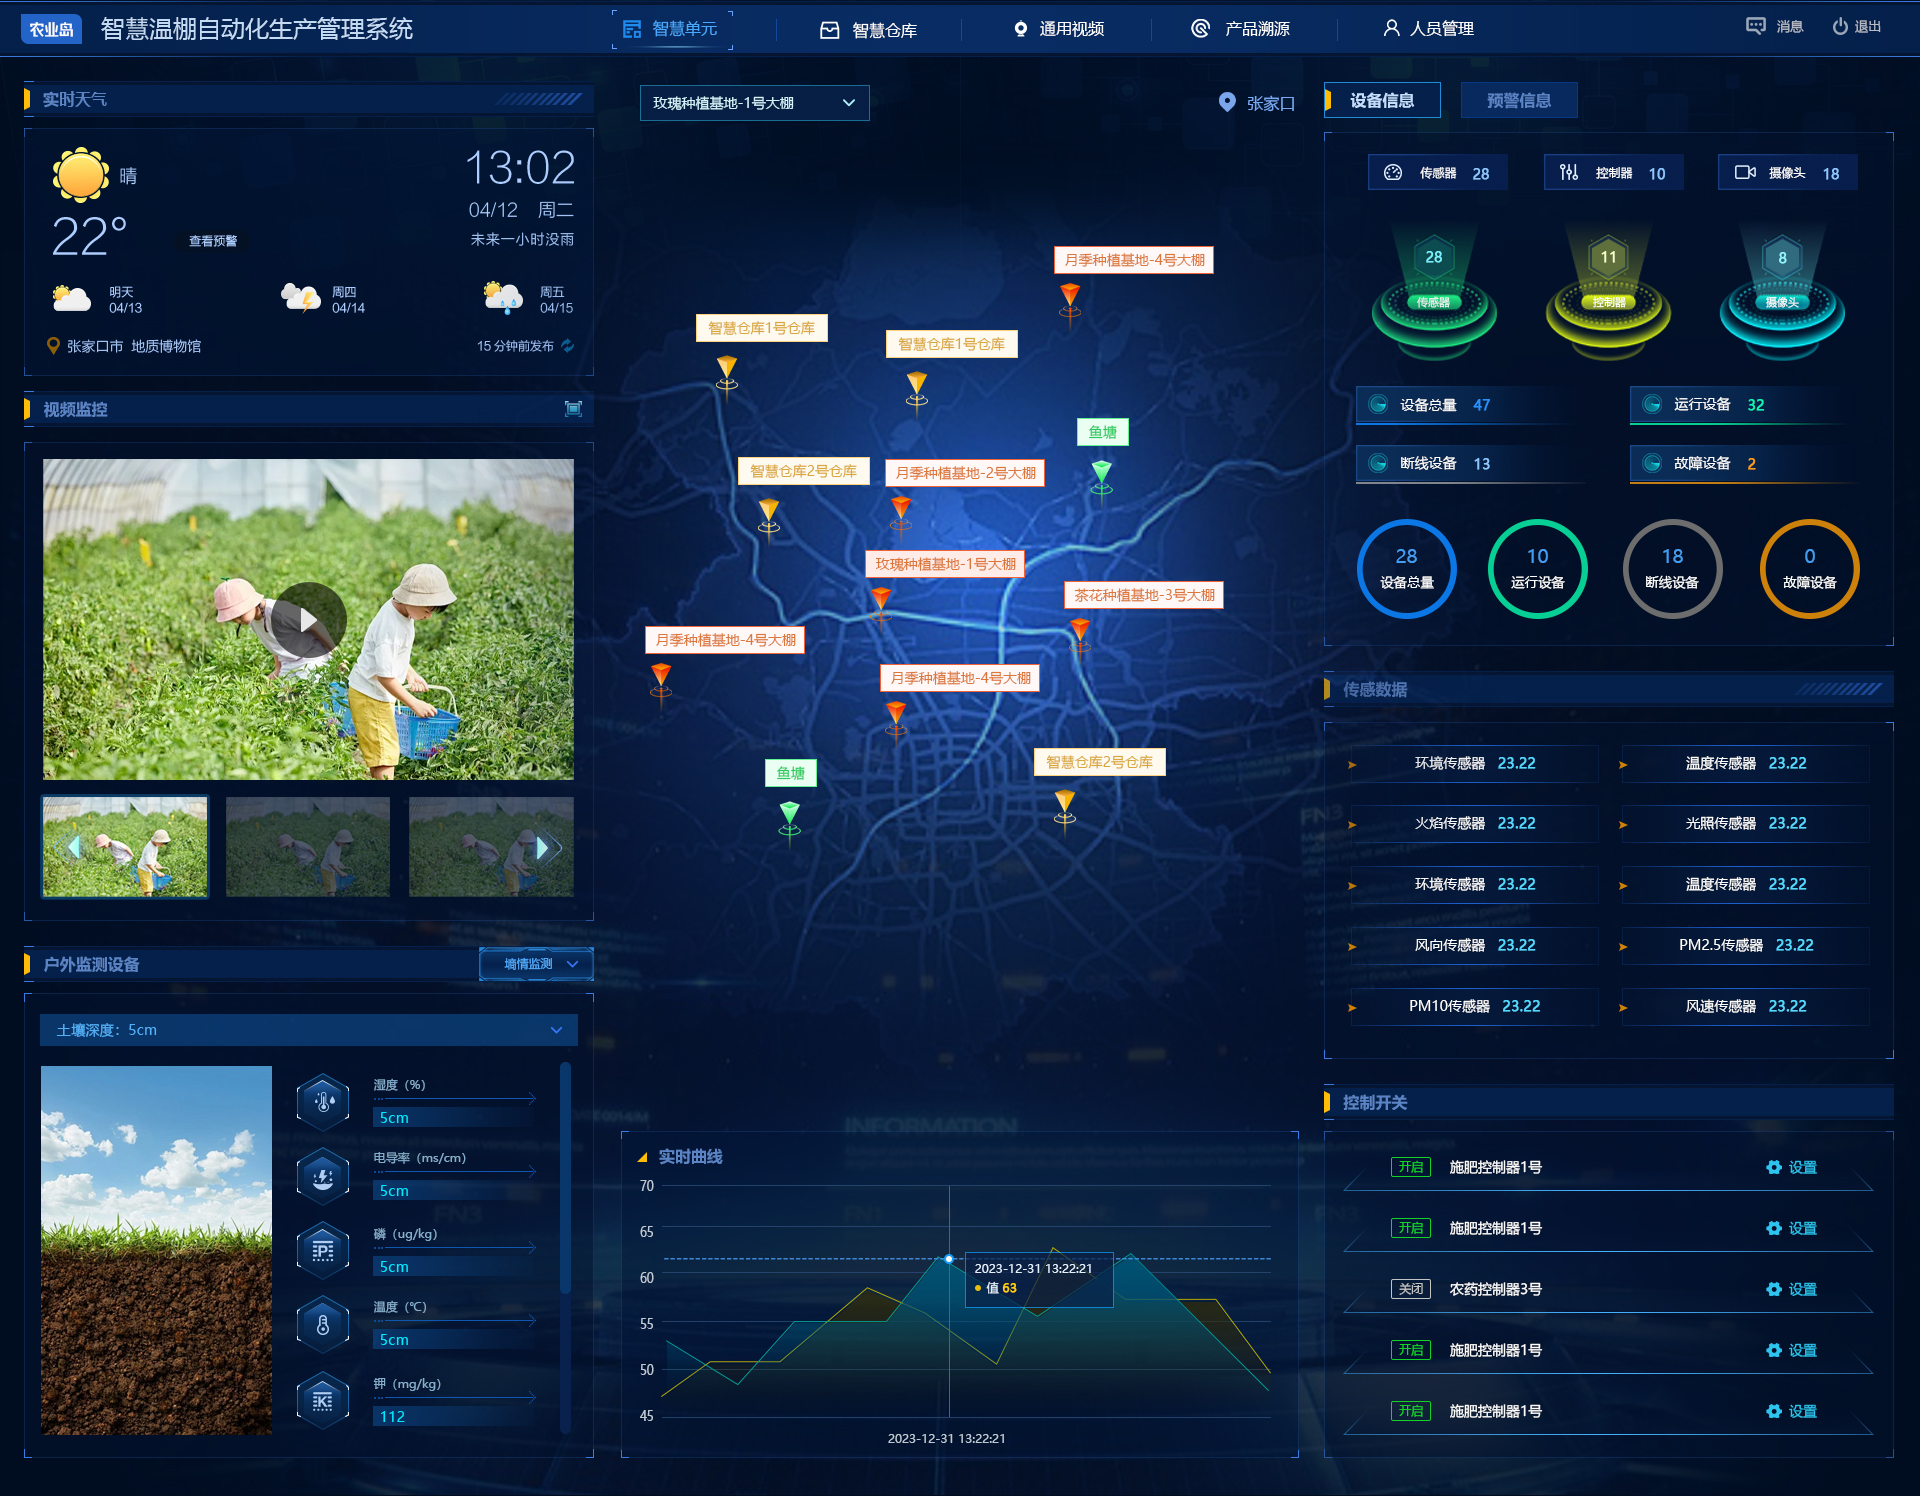 农业岛 智慧温棚自动化生产管理系统 智慧单元 智慧仓库 通用视频 产品溯源 人员管理 消息 退出
实时天气
晴
22°
查看预警
13:02
04/12 周二
未来一小时没雨
明天
04/13
周四
04/14
周五
04/15
张家口市 地质博物馆
15 分钟前发布
视频监控
户外监测设备
墒情监测
土壤深度：5cm
湿度（%）
5cm
电导率（ms/cm）
5cm
磷（ug/kg）
5cm
温度（℃）
5cm
钾（mg/kg）
112
玫瑰种植基地-1号大棚
张家口
月季种植基地-4号大棚
智慧仓库1号仓库
智慧仓库1号仓库
鱼塘
智慧仓库2号仓库
月季种植基地-2号大棚
玫瑰种植基地-1号大棚
茶花种植基地-3号大棚
月季种植基地-4号大棚
月季种植基地-4号大棚
智慧仓库2号仓库
鱼塘
INFORMATION
实时曲线
70
65
60
55
50
45
2023-12-31 13:22:21
值 63
2023-12-31 13:22:21
设备信息
预警信息
传感器 28
控制器 10
摄像头 18
28
传感器
11
控制器
8
摄像头
设备总量 47
运行设备 32
断线设备 13
故障设备 2
28
设备总量
10
运行设备
18
断线设备
0
故障设备
传感数据
环境传感器 23.22
温度传感器 23.22
火焰传感器 23.22
光照传感器 23.22
环境传感器 23.22
温度传感器 23.22
风向传感器 23.22
PM2.5传感器 23.22
PM10传感器 23.22
风速传感器 23.22
控制开关
开启 施肥控制器1号 设置
开启 施肥控制器1号 设置
关闭 农药控制器3号 设置
开启 施肥控制器1号 设置
开启 施肥控制器1号 设置